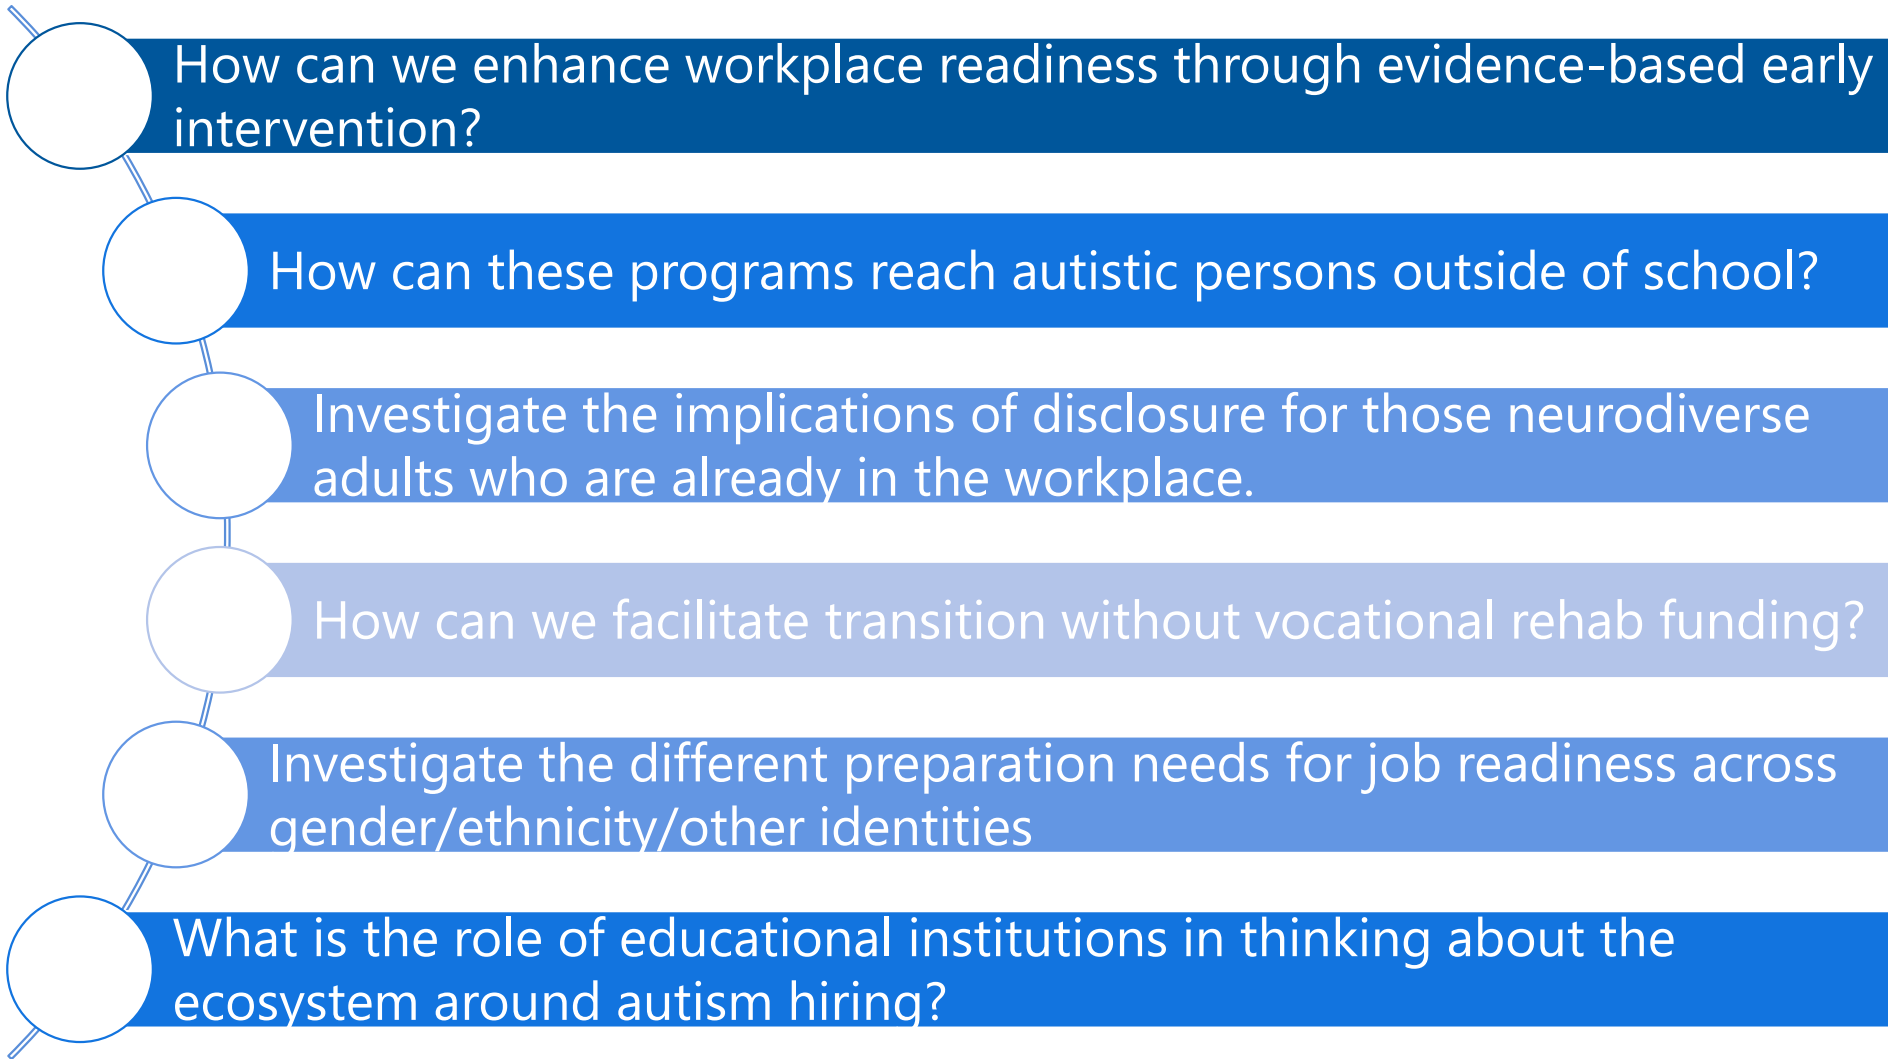 How can we enhance workplace readiness through evidence-based early
intervention?
How can these programs reach autistic persons outside of school?
Investigate the implications of disclosure for those neurodiverse
adults who are already in the workplace.
How can we facilitate transition without vocational rehab funding?
Investigate the different preparation needs for job readiness across
gender/ethnicity/other identities
What is the role of educational institutions in thinking about the
ecosystem around autism hiring?